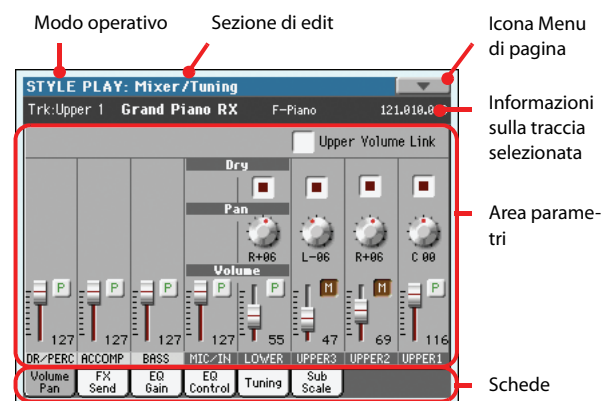 Modo operativo
Sezione di edit
Icona Menu
di pagina
STYLE PLAY: Mixer/Tuning
Trk:Upper 1 Grand Piano RX F-Piano 121.010.0
Informazioni
sulla traccia
selezionata
Upper Volume Link
Dry
Pan
R+06 L-06 R+06 C 00
Area parame-
tri
Volume
P P P P P M M P
127 127 127 127 55 47 69 116
DR/PERC ACCOMP BASS MIC/IN LOWER UPPER3 UPPER2 UPPER1
Volume Pan FX Send EQ Gain EQ Control Tuning Sub Scale
Schede